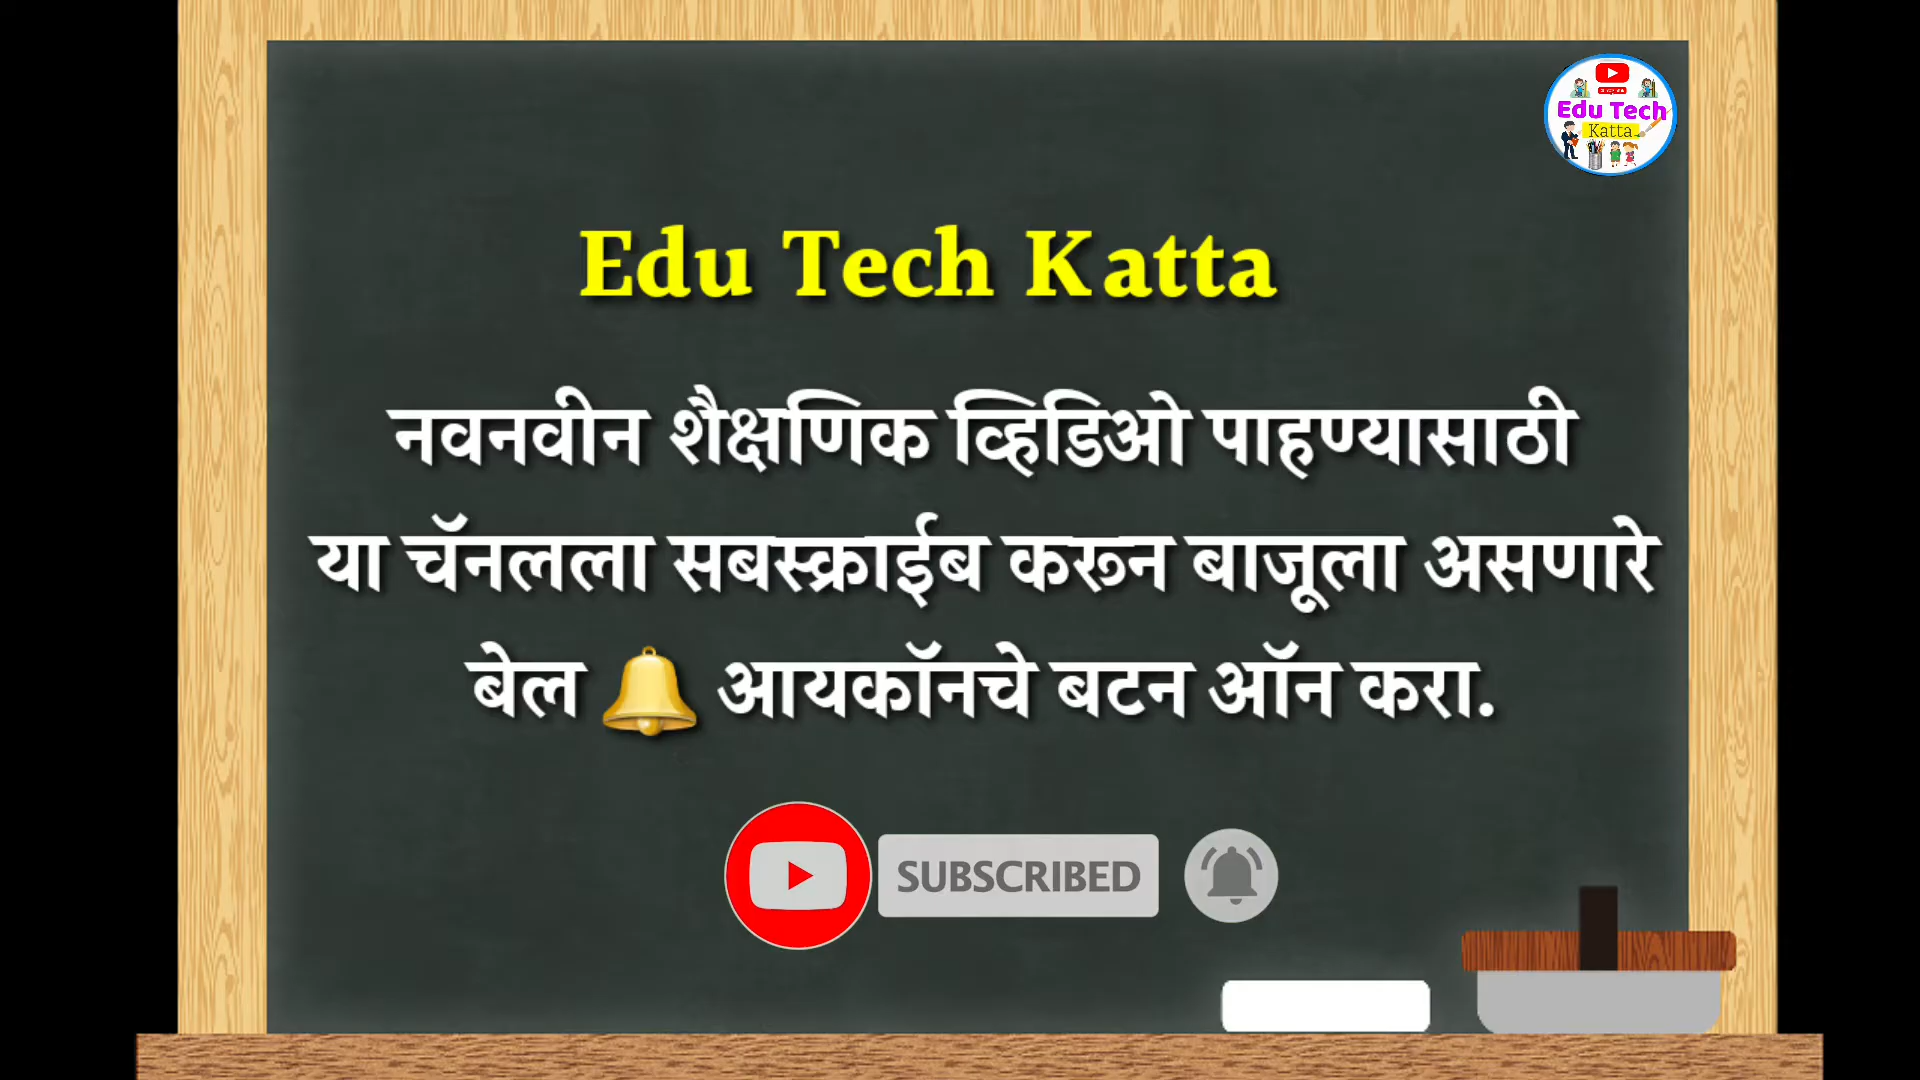 Edu Tech
Katta
Edu Tech Katta
नवनवीन शैक्षणिक व्हिडिओ पाहण्यासाठी
या चॅनलला सबस्क्राईब करून बाजूला असणारे
बेल 🔔 आयकॉनचे बटन ऑन करा.
SUBSCRIBED